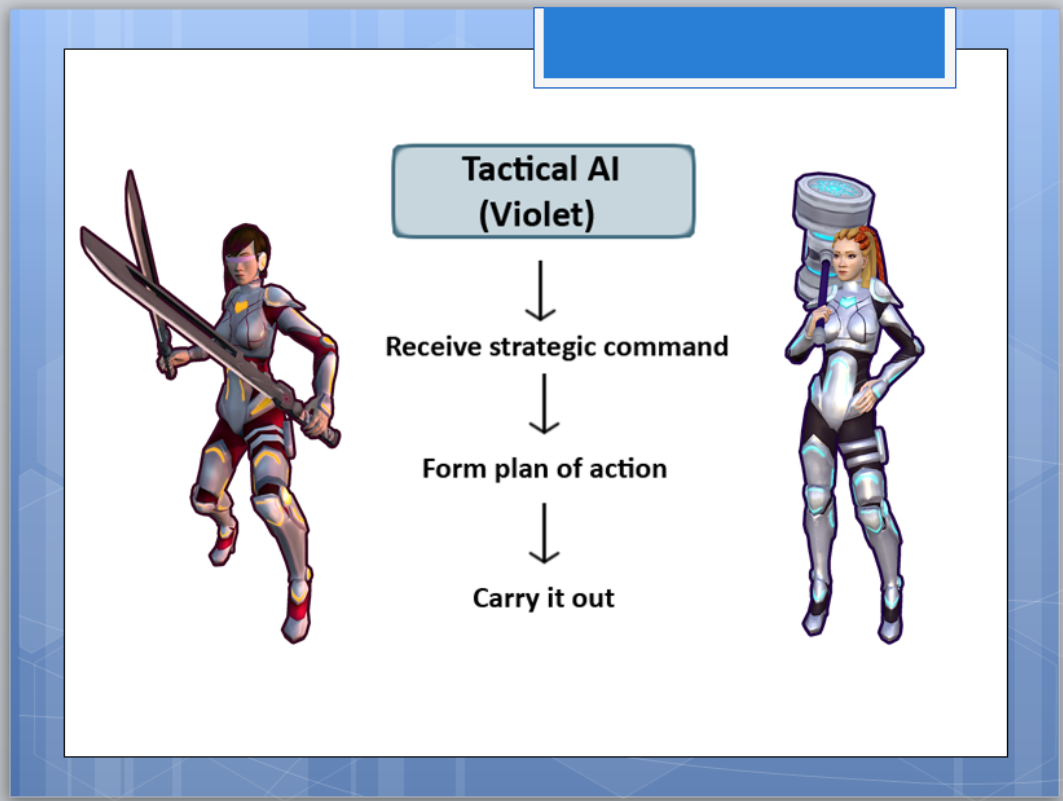 Tactical AI
(Violet)
Receive strategic command
Form plan of action
Carry it out